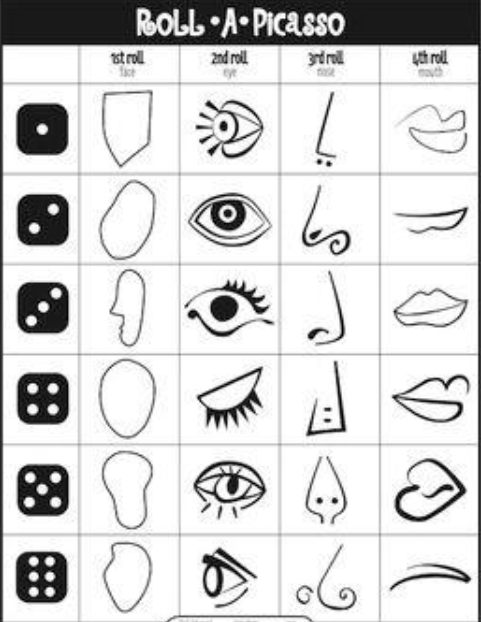 ROLL • A • PICASSO
1st roll 2nd roll 3rd roll 4th roll
face eye nose mouth